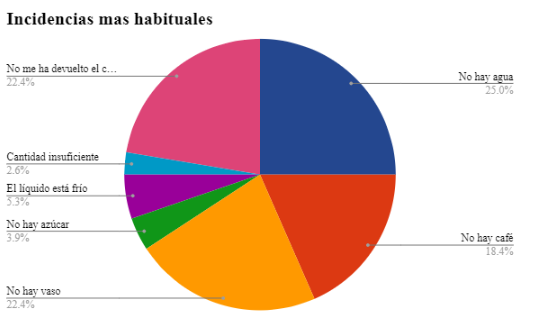 Incidencias mas habituales
No me ha devuelto el c...
22.4%
No hay agua
25.0%
Cantidad insuficiente
2.6%
El líquido está frío
5.3%
No hay azúcar
3.9%
No hay café
18.4%
No hay vaso
22.4%